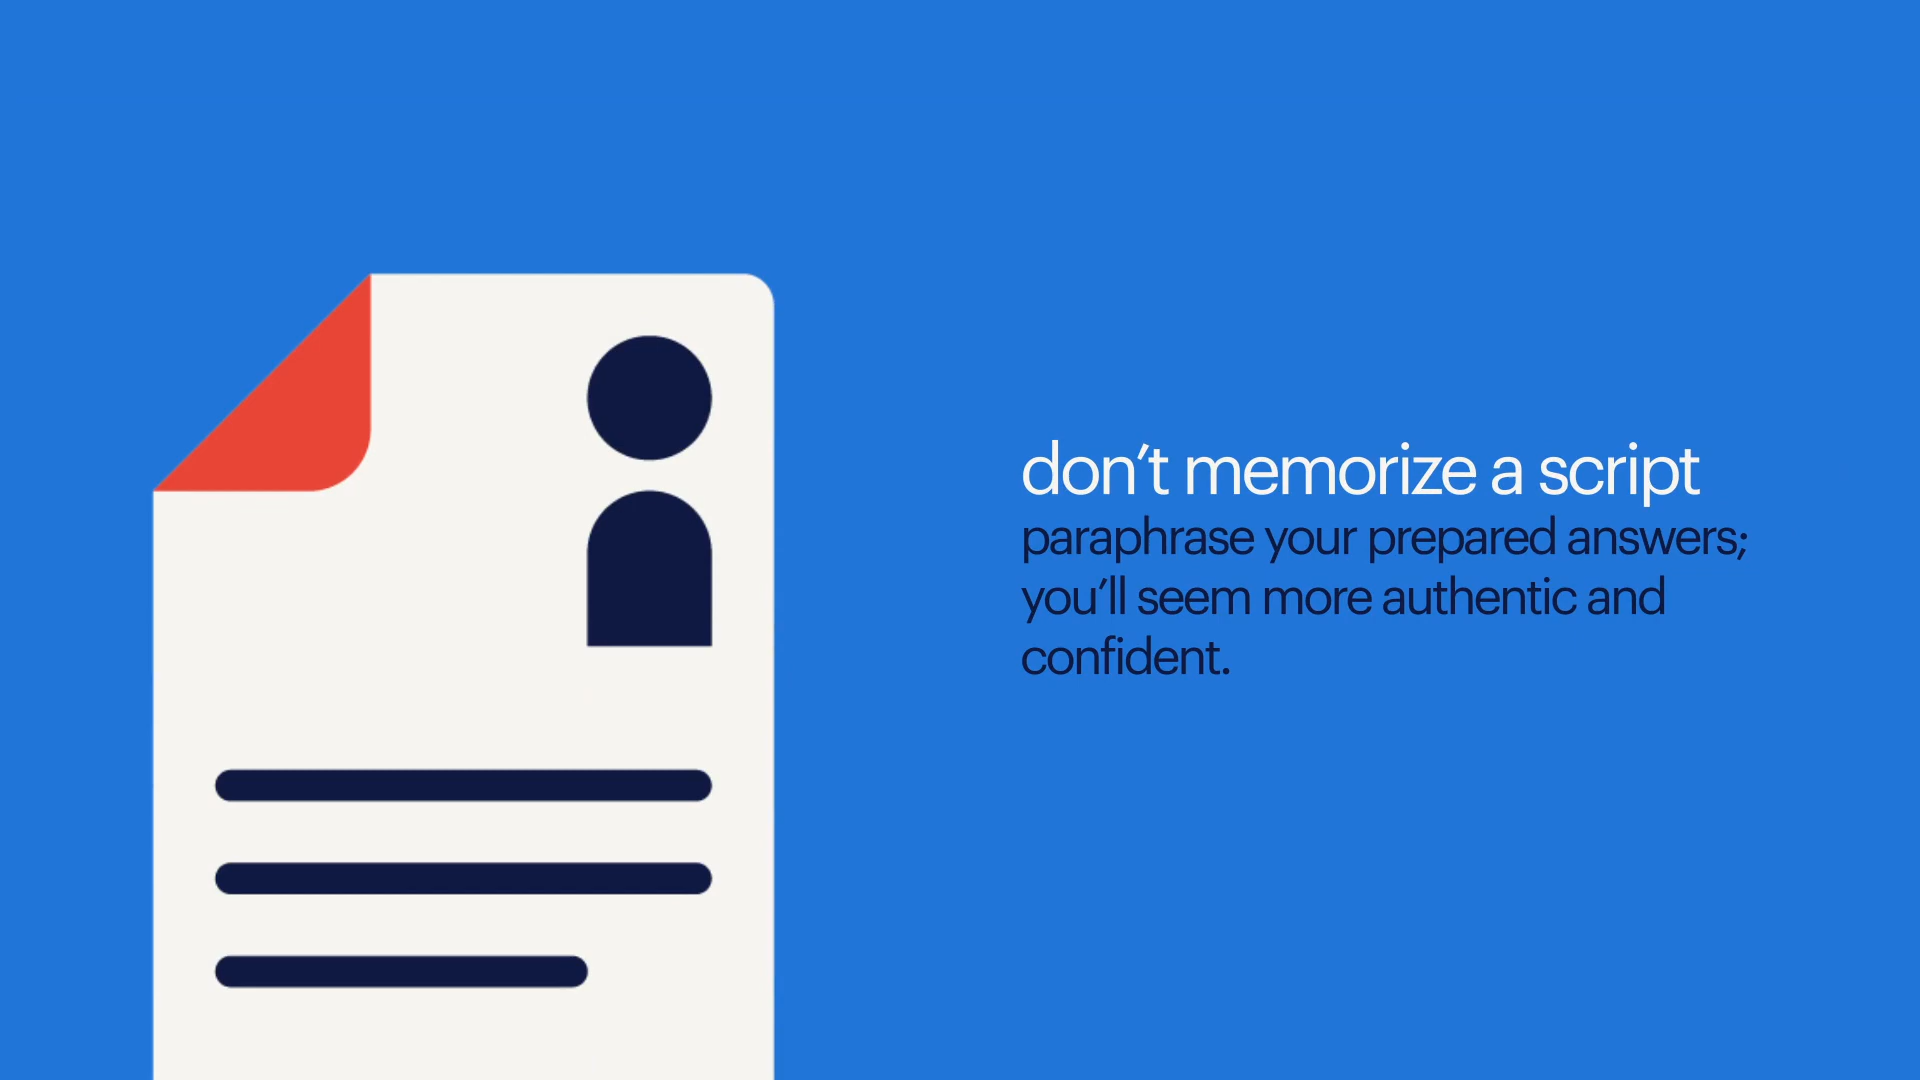 don’t memorize a script
paraphrase your prepared answers;
you’ll seem more authentic and
confident.